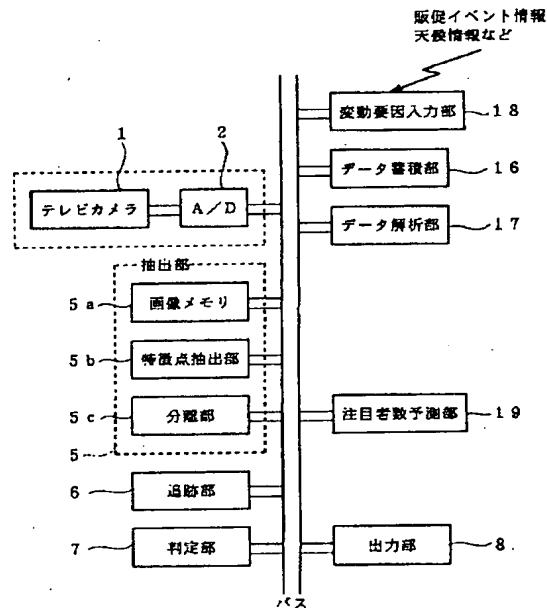 販促イベント情報
天候情報など
変動要因入力部 18
1 2
データ蓄積部 16
テレビカメラ A/D
データ解析部 17
抽出部
5a 画像メモリ
5b 特徴点抽出部
5c 分離部
注目者数予測部 19
5
6 追跡部
7 判定部
出力部 8
バス